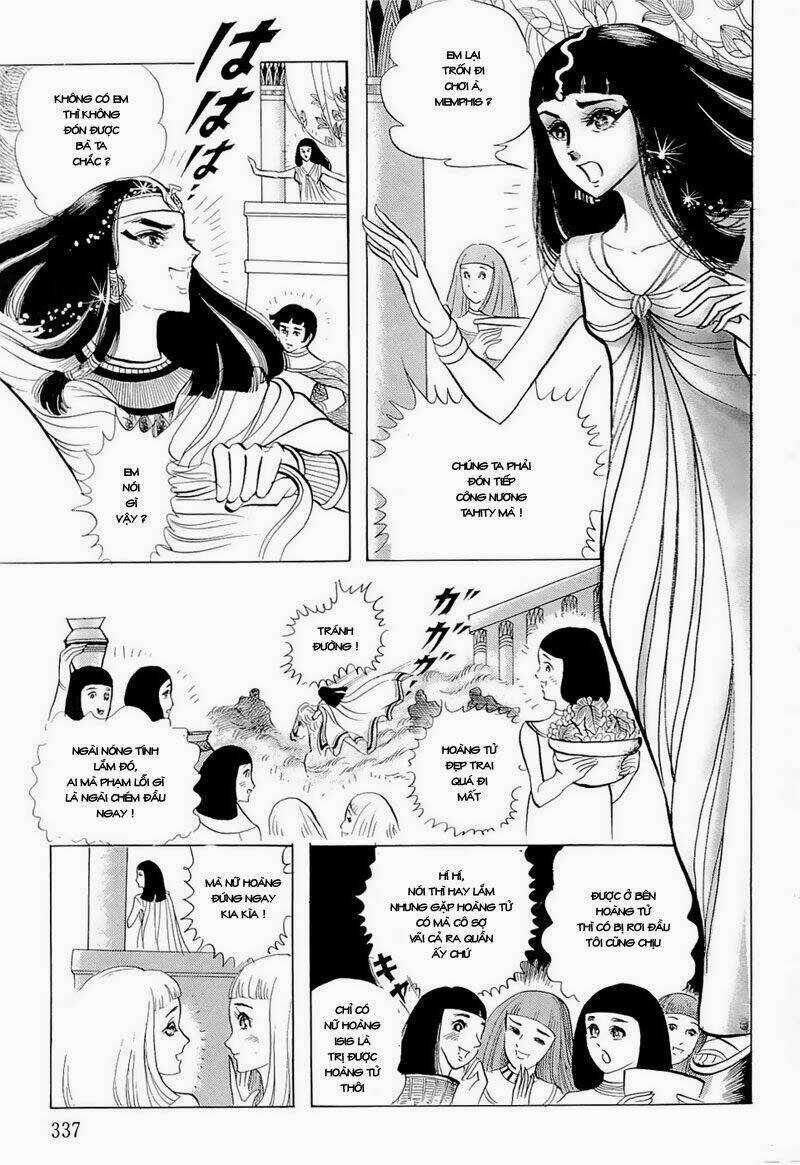 EM LẠI
TRỐN ĐI
CHƠI À,
MEMPHIS ?
CHÚNG TA PHẢI
ĐÓN TIẾP
CÔNG NƯƠNG
TAHITY MÀ !
はははは
KHÔNG CÓ EM
THÌ KHÔNG
ĐÓN ĐƯỢC
BÀ TA
CHẮC ?
EM
NÓI
GÌ
VẬY ?
TRÁNH
ĐƯỜNG !
ガガガッ
HOÀNG TỬ
ĐẸP TRAI
QUÁ ĐI
MẤT
NGÀI NÓNG TÍNH
LẮM ĐÓ,
AI MÀ PHẠM LỖI GÌ
LÀ NGÀI CHÉM ĐẦU
NGAY !
ĐƯỢC Ở BÊN
HOÀNG TỬ
THÌ CÓ BỊ RƠI ĐẦU
TÔI CŨNG CHỊU
HÍ HÍ,
NÓI THÌ HAY LẮM
NHƯNG GẶP HOÀNG TỬ
CÓ MÀ CÔ SỢ
VÃI CẢ RA QUẦN
ẤY CHỨ
キャ
CHỈ CÓ
NỮ HOÀNG
ISIS LÀ
TRỊ ĐƯỢC
HOÀNG TỬ
THÔI
MÀ NỮ HOÀNG
ĐỨNG NGAY
KIA KÌA !
337